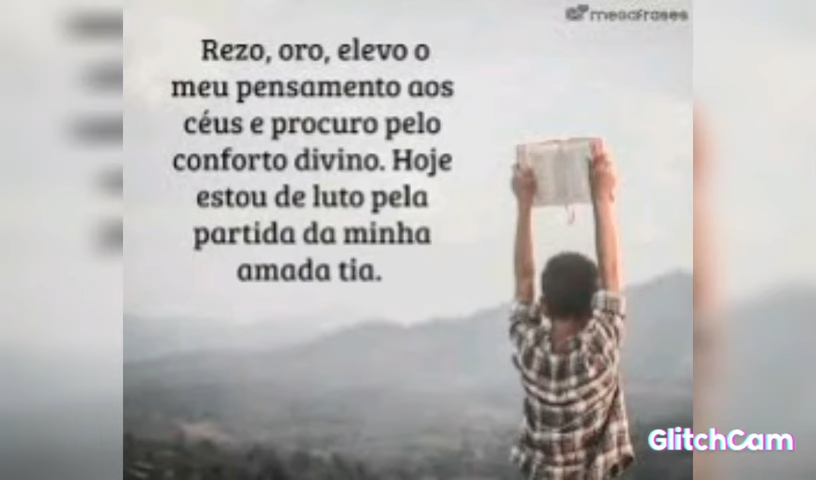 megafrases
Rezo, oro, elevo o
meu pensamento aos
céus e procuro pelo
conforto divino. Hoje
estou de luto pela
partida da minha
amada tia.
GlitchCam